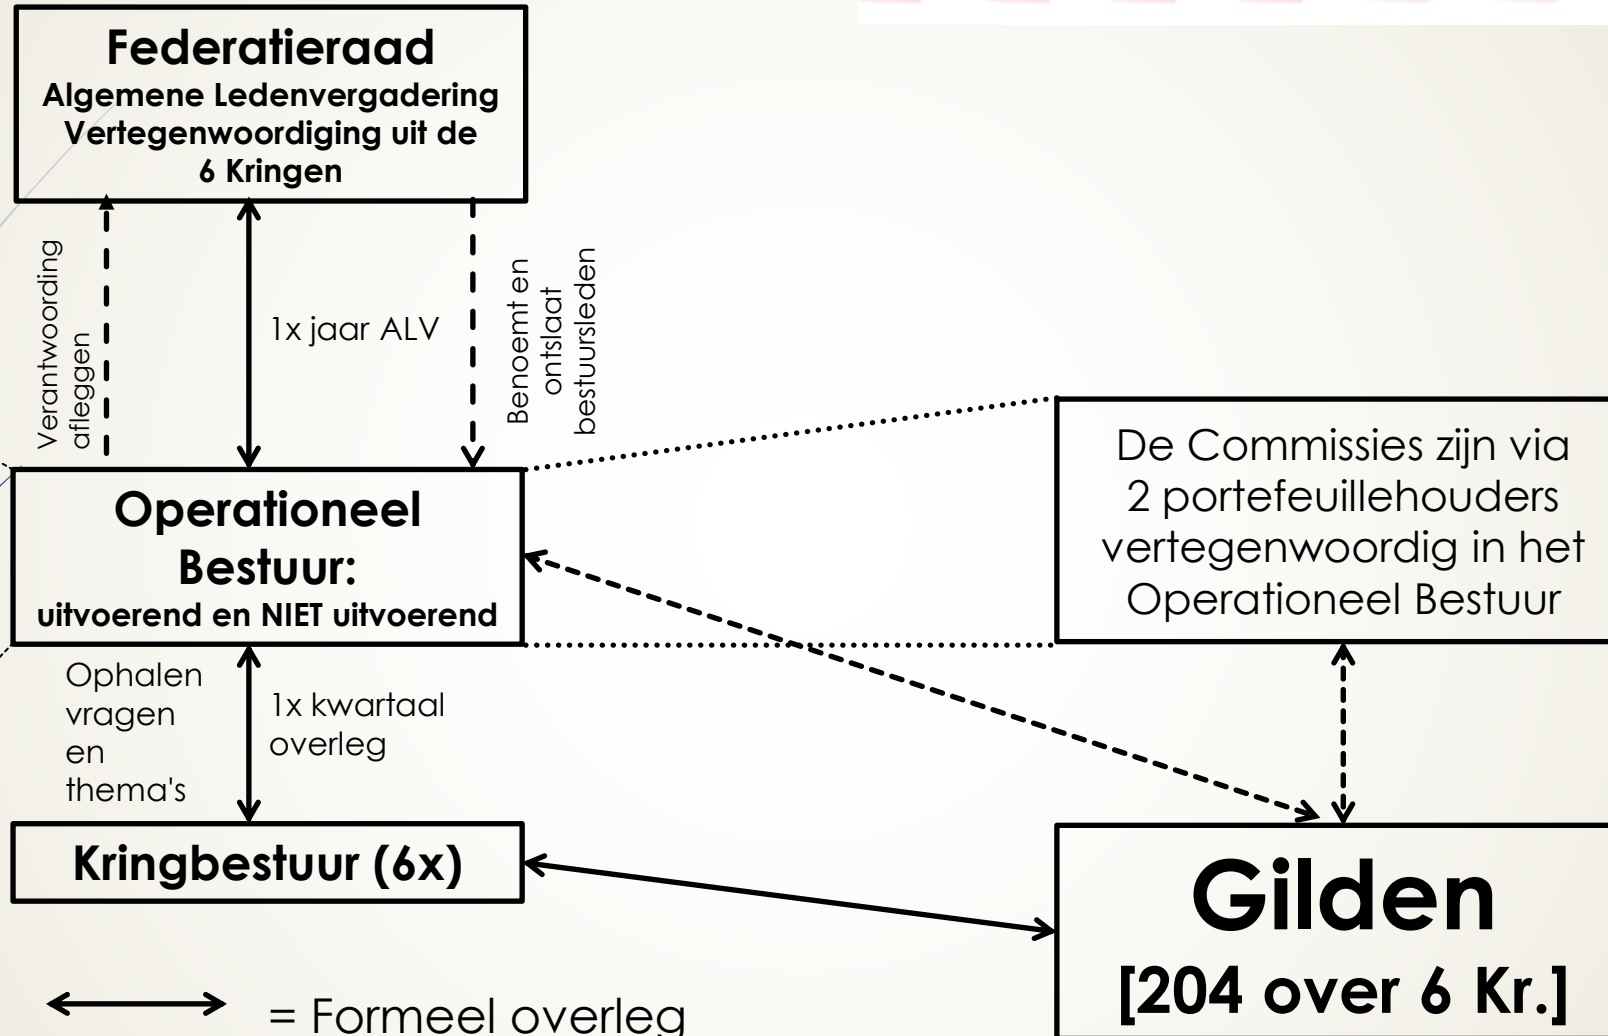 Federatieraad
Algemene Ledenvergadering
Vertegenwoordiging uit de
6 Kringen
Verantwoording
afleggen
1x jaar ALV
Benoemt en
ontslaat
bestuursleden
Operationeel
Bestuur:
uitvoerend en NIET uitvoerend
De Commissies zijn via
2 portefeuillehouders
vertegenwoordig in het
Operationeel Bestuur
Ophalen
vragen
en
thema's
1x kwartaal
overleg
Kringbestuur (6x)
Gilden
[204 over 6 Kr.]
= Formeel overleg